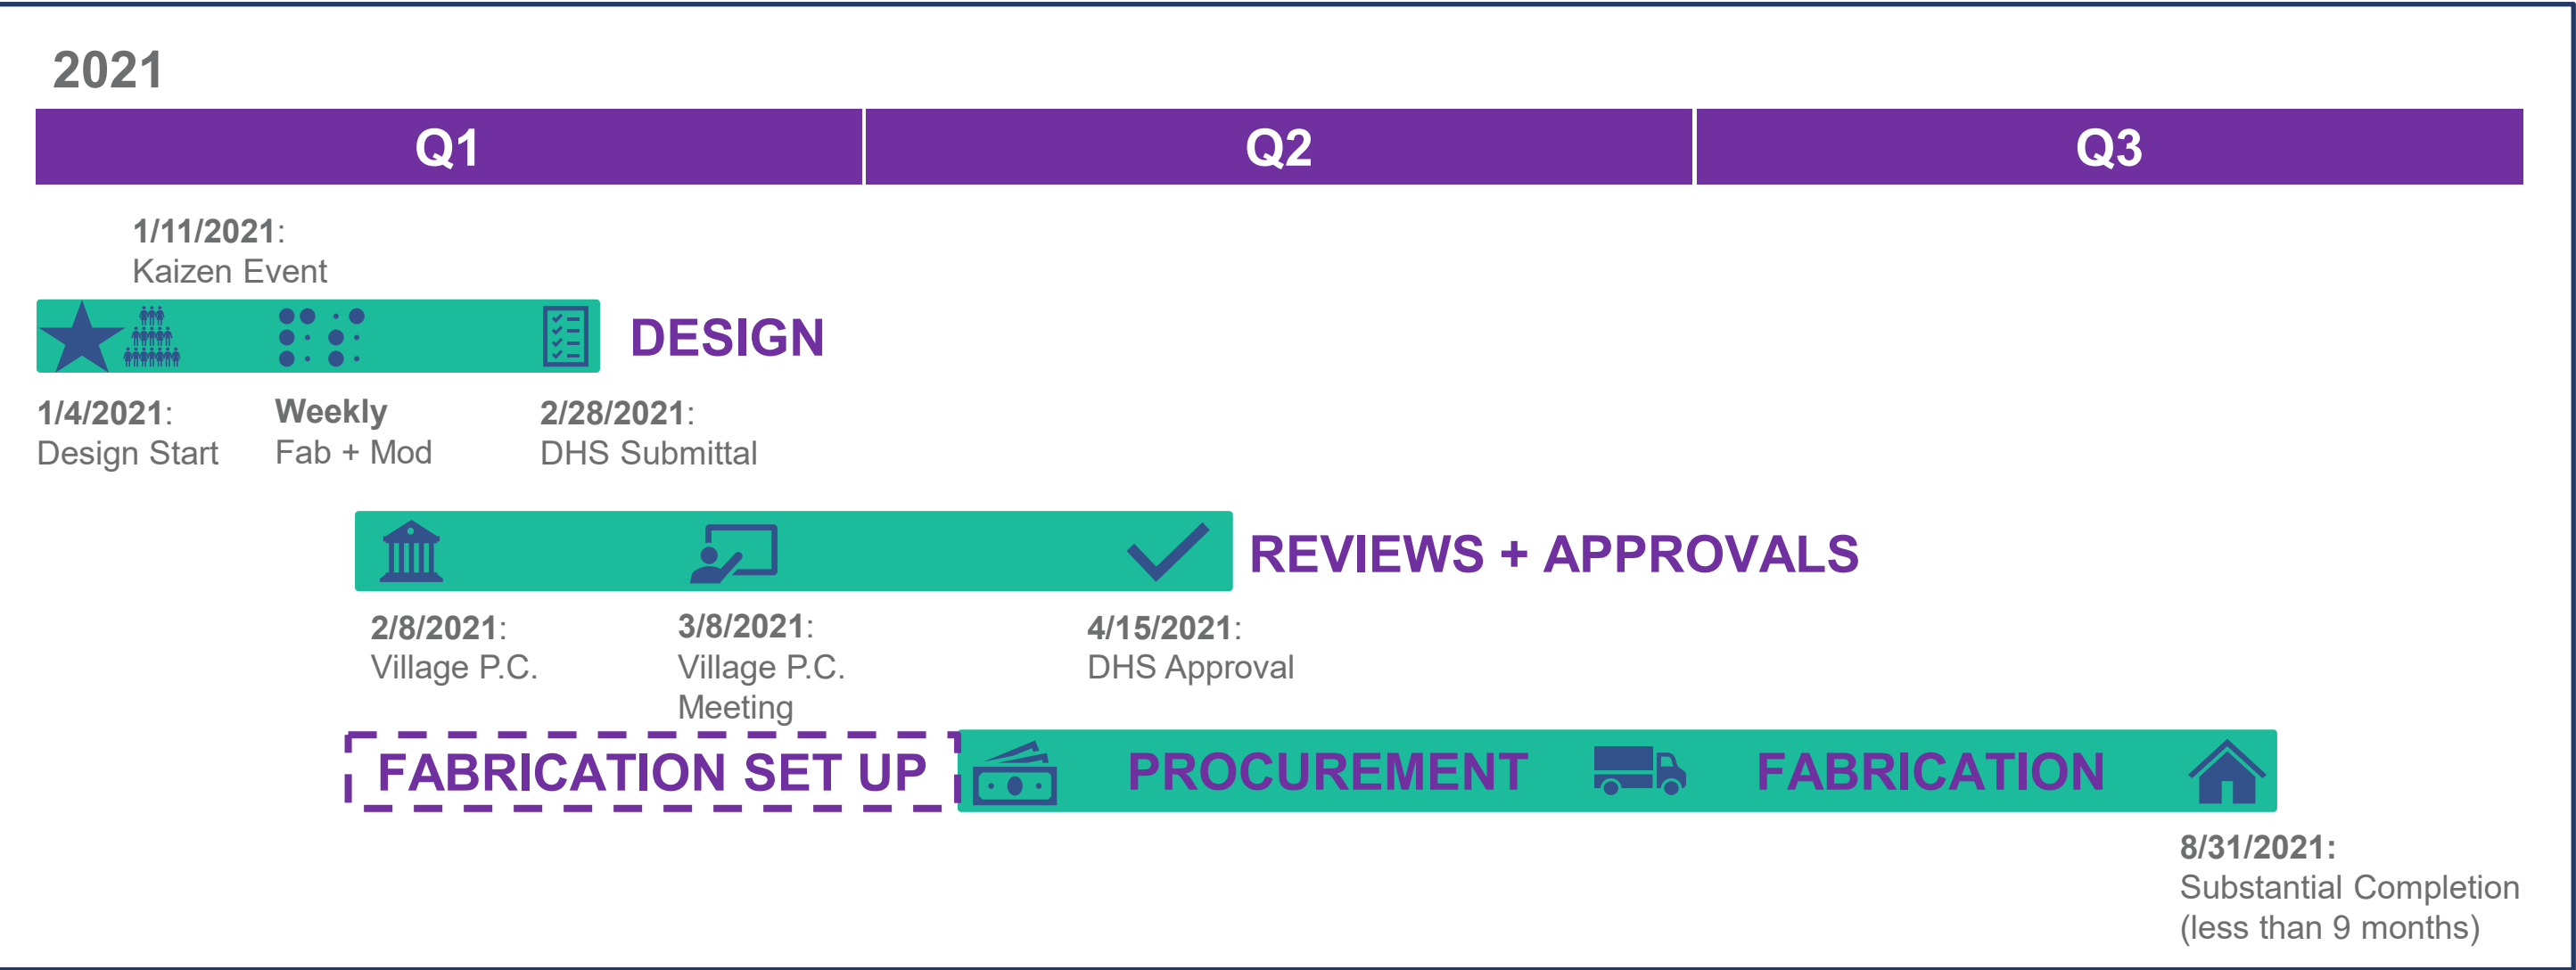 2021
Q1
Q2
Q3
1/11/2021:
Kaizen Event
DESIGN
1/4/2021:
Design Start
Weekly
Fab + Mod
2/28/2021:
DHS Submittal
REVIEWS + APPROVALS
2/8/2021:
Village P.C.
3/8/2021:
Village P.C.
Meeting
4/15/2021:
DHS Approval
FABRICATION SET UP
PROCUREMENT
FABRICATION
8/31/2021:
Substantial Completion
(less than 9 months)